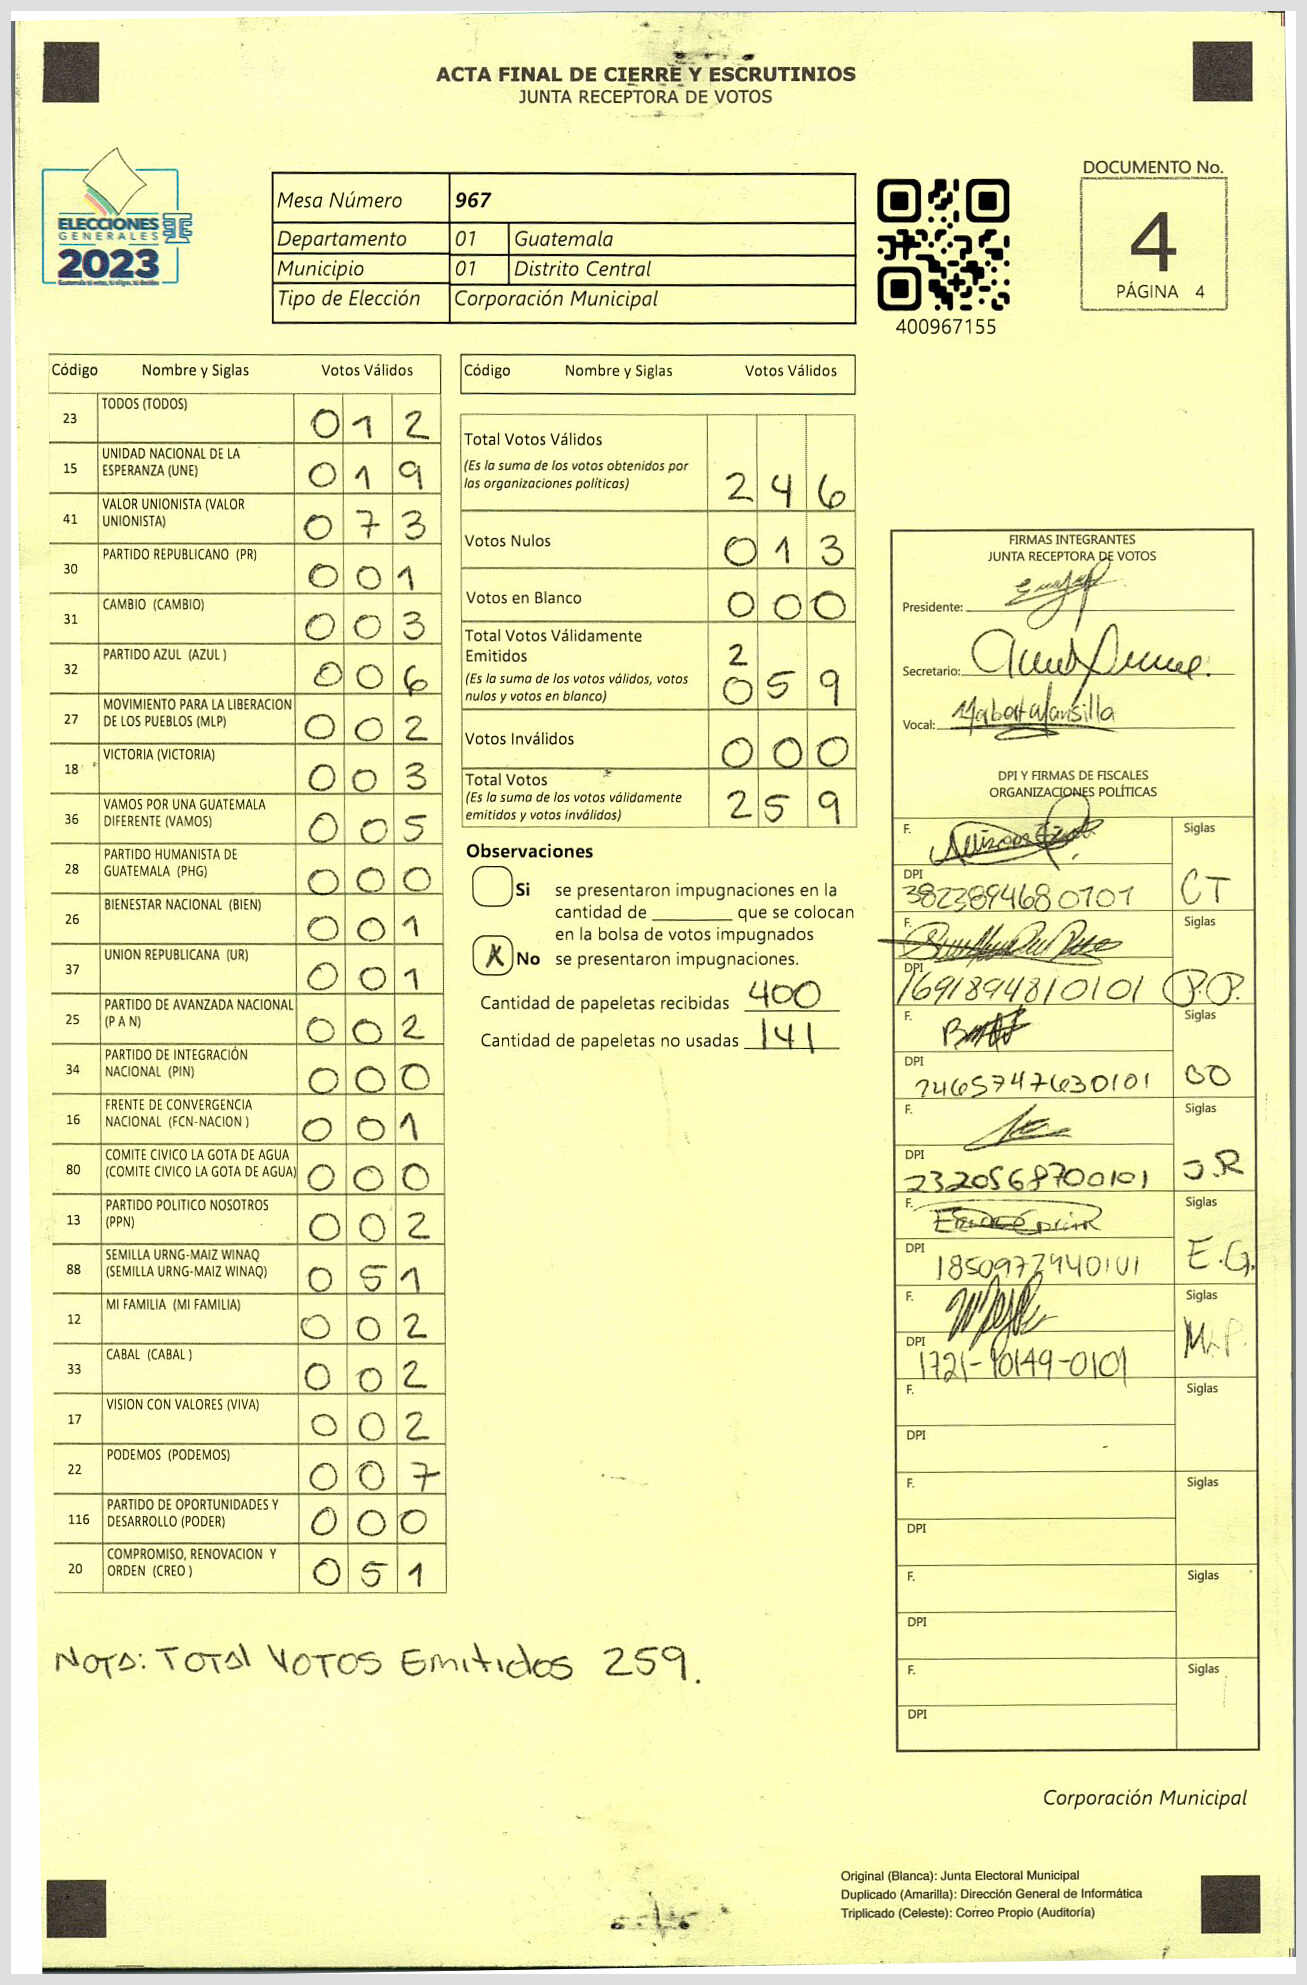 ACTA FINAL DE CIERRE Y ESCRUTINIOS
JUNTA RECEPTORA DE VOTOS
ELECCIONES
GENERALES
2023
Mesa Número 967
Departamento 01 Guatemala
Municipio 01 Distrito Central
Tipo de Elección Corporación Municipal
400967155
DOCUMENTO No.
4
PÁGINA 4
Código Nombre y Siglas Votos Válidos
23 TODOS (TODOS) 0 1 2
15 UNIDAD NACIONAL DE LA
ESPERANZA (UNE) 0 1 9
41 VALOR UNIONISTA (VALOR
UNIONISTA) 0 7 3
30 PARTIDO REPUBLICANO (PR) 0 0 1
31 CAMBIO (CAMBIO) 0 0 3
32 PARTIDO AZUL (AZUL ) 0 0 6
27 MOVIMIENTO PARA LA LIBERACION
DE LOS PUEBLOS (MLP) 0 0 2
18 VICTORIA (VICTORIA) 0 0 3
36 VAMOS POR UNA GUATEMALA
DIFERENTE (VAMOS) 0 0 5
28 PARTIDO HUMANISTA DE
GUATEMALA (PHG) 0 0 0
26 BIENESTAR NACIONAL (BIEN) 0 0 1
37 UNION REPUBLICANA (UR) 0 0 1
25 PARTIDO DE AVANZADA NACIONAL
(P A N) 0 0 2
34 PARTIDO DE INTEGRACIÓN
NACIONAL (PIN) 0 0 0
16 FRENTE DE CONVERGENCIA
NACIONAL (FCN-NACION ) 0 0 1
80 COMITE CIVICO LA GOTA DE AGUA
(COMITE CIVICO LA GOTA DE AGUA) 0 0 0
13 PARTIDO POLITICO NOSOTROS
(PPN) 0 0 2
88 SEMILLA URNG-MAIZ WINAQ
(SEMILLA URNG-MAIZ WINAQ) 0 5 1
12 MI FAMILIA (MI FAMILIA) 0 0 2
33 CABAL (CABAL ) 0 0 2
17 VISION CON VALORES (VIVA) 0 0 2
22 PODEMOS (PODEMOS) 0 0 7
116 PARTIDO DE OPORTUNIDADES Y
DESARROLLO (PODER) 0 0 0
20 COMPROMISO, RENOVACION Y
ORDEN (CREO ) 0 5 1
Nota: Total Votos Emitidos 259.
Código Nombre y Siglas Votos Válidos
Total Votos Válidos
(Es la suma de los votos obtenidos por
las organizaciones políticas) 2 4 6
Votos Nulos 0 1 3
Votos en Blanco 0 0 0
Total Votos Válidamente
Emitidos 2
(Es la suma de los votos válidos, votos
nulos y votos en blanco) 0 5 9
Votos Inválidos 0 0 0
Total Votos
(Es la suma de los votos válidamente
emitidos y votos inválidos) 2 5 9
Observaciones
Si se presentaron impugnaciones en la
cantidad de ________ que se colocan
en la bolsa de votos impugnados
X No se presentaron impugnaciones.
Cantidad de papeletas recibidas 400
Cantidad de papeletas no usadas 141
FIRMAS INTEGRANTES
JUNTA RECEPTORA DE VOTOS
Presidente:
Secretario:
Vocal:
DPI Y FIRMAS DE FISCALES
ORGANIZACIONES POLÍTICAS
F. Siglas
DPI
3823894680101 CT
F. Siglas
DPI
1691894810101 P.P.
F. Siglas
DPI
7465747630101 OO
F. Siglas
DPI
2320568700101 J.R
F. Siglas
DPI
1850977940101 E.G.
F. Siglas
DPI
1721-90149-0101
F. Siglas
DPI
F. Siglas
DPI
F. Siglas
DPI
F. Siglas
DPI
Corporación Municipal
Original (Blanca): Junta Electoral Municipal
Duplicado (Amarilla): Dirección General de Informática
Triplicado (Celeste): Correo Propio (Auditoría)